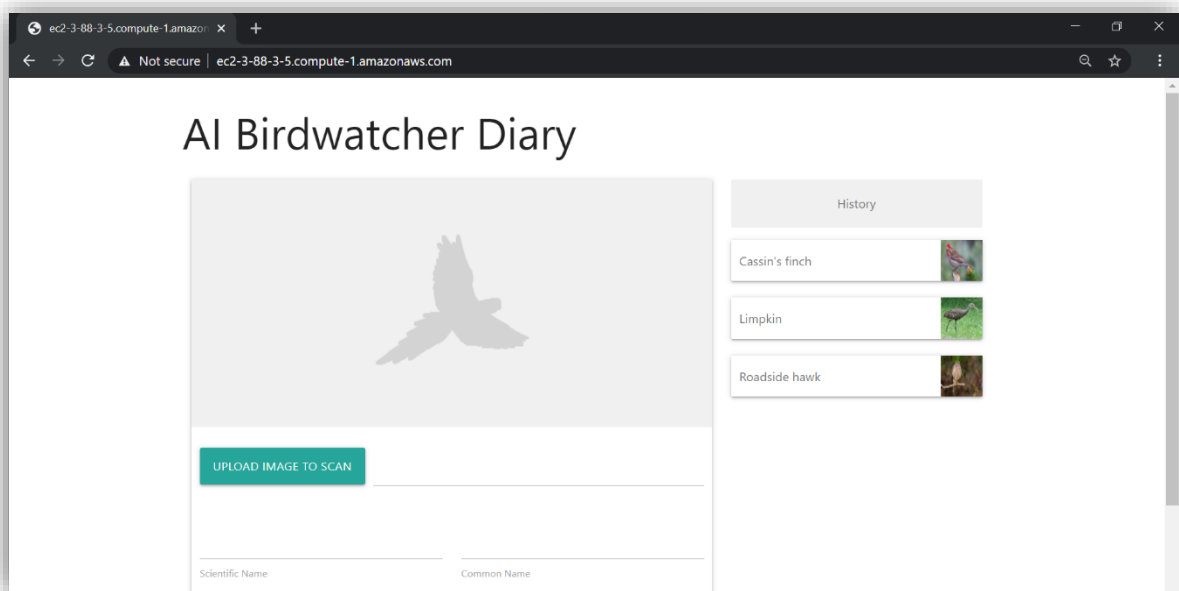 ec2-3-88-3-5.compute-1.amazon
Not secure | ec2-3-88-3-5.compute-1.amazonaws.com
AI Birdwatcher Diary
History
Cassin's finch
Limpkin
Roadside hawk
UPLOAD IMAGE TO SCAN
Scientific Name
Common Name